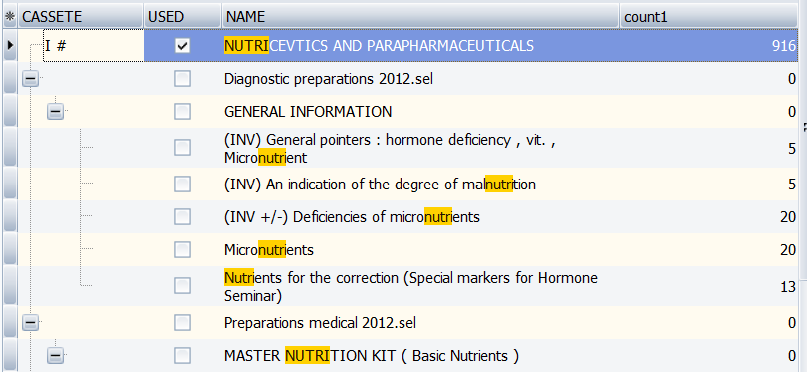 CASSETE USED NAME count1
I # NUTRICEVTICS AND PARAPHARMACEUTICALS 916
Diagnostic preparations 2012.sel 0
GENERAL INFORMATION 0
(INV) General pointers : hormone deficiency , vit. ,
Micronutrient 5
(INV) An indication of the degree of malnutrition 5
(INV +/-) Deficiencies of micronutrients 20
Micronutrients 20
Nutrients for the correction (Special markers for Hormone
Seminar) 13
Preparations medical 2012.sel 0
MASTER NUTRITION KIT ( Basic Nutrients ) 0